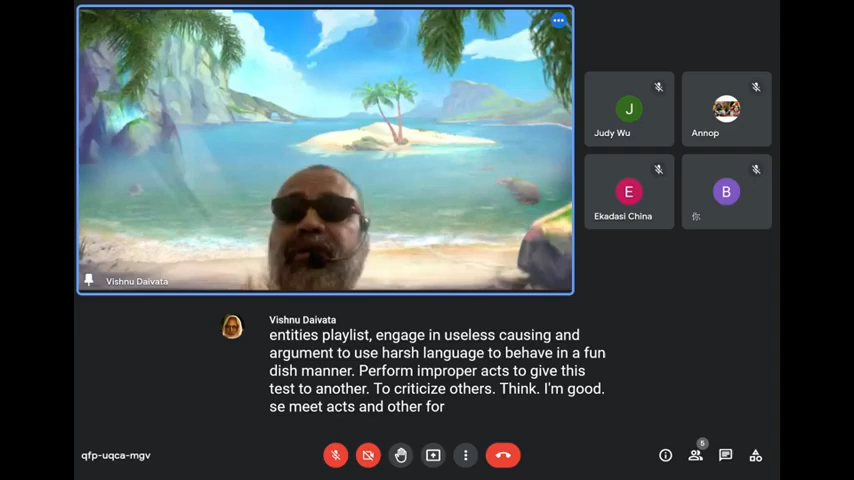 J
Judy Wu
Annop
E
Ekadasi China
B
你
Vishnu Daivata
Vishnu Daivata
entities playlist, engage in useless causing and
argument to use harsh language to behave in a fun
dish manner. Perform improper acts to give this
test to another. To criticize others. Think. I'm good.
se meet acts and other for
qfp-uqca-mgv
5